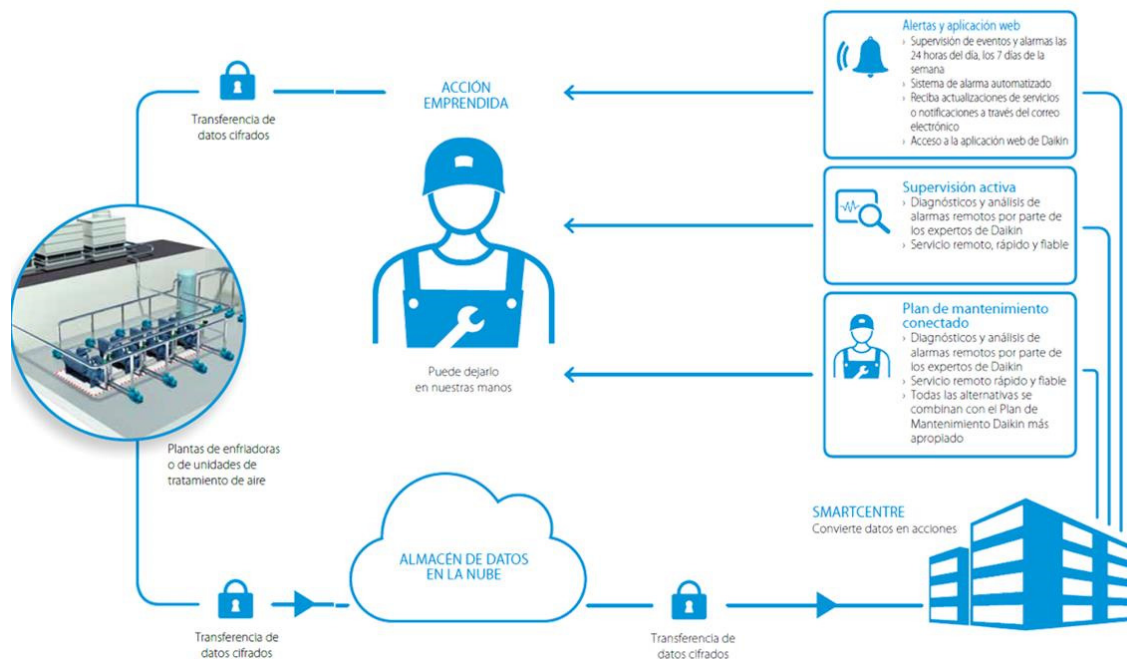 Alertas y aplicación web
› Supervisión de eventos y alarmas las
24 horas del día, los 7 días de la
semana
› Sistema de alarma automatizado
› Reciba actualizaciones de servicios
o notificaciones a través del correo
electrónico
› Acceso a la aplicación web de Daikin
ACCIÓN
EMPRENDIDA
Transferencia de
datos cifrados
Supervisión activa
› Diagnósticos y análisis de
alarmas remotos por parte de
los expertos de Daikin
› Servicio remoto, rápido y fiable
Plan de mantenimiento
conectado
› Diagnósticos y análisis de
alarmas remotos por parte de
los expertos de Daikin
› Servicio remoto rápido y fiable
› Todas las alternativas se
combinan con el Plan de
Mantenimiento Daikin más
apropiado
Puede dejarlo
en nuestras manos
Plantas de enfriadoras
o de unidades de
tratamiento de aire
SMARTCENTRE
Convierte datos en acciones
ALMACÉN DE DATOS
EN LA NUBE
Transferencia de
datos cifrados
Transferencia de
datos cifrados